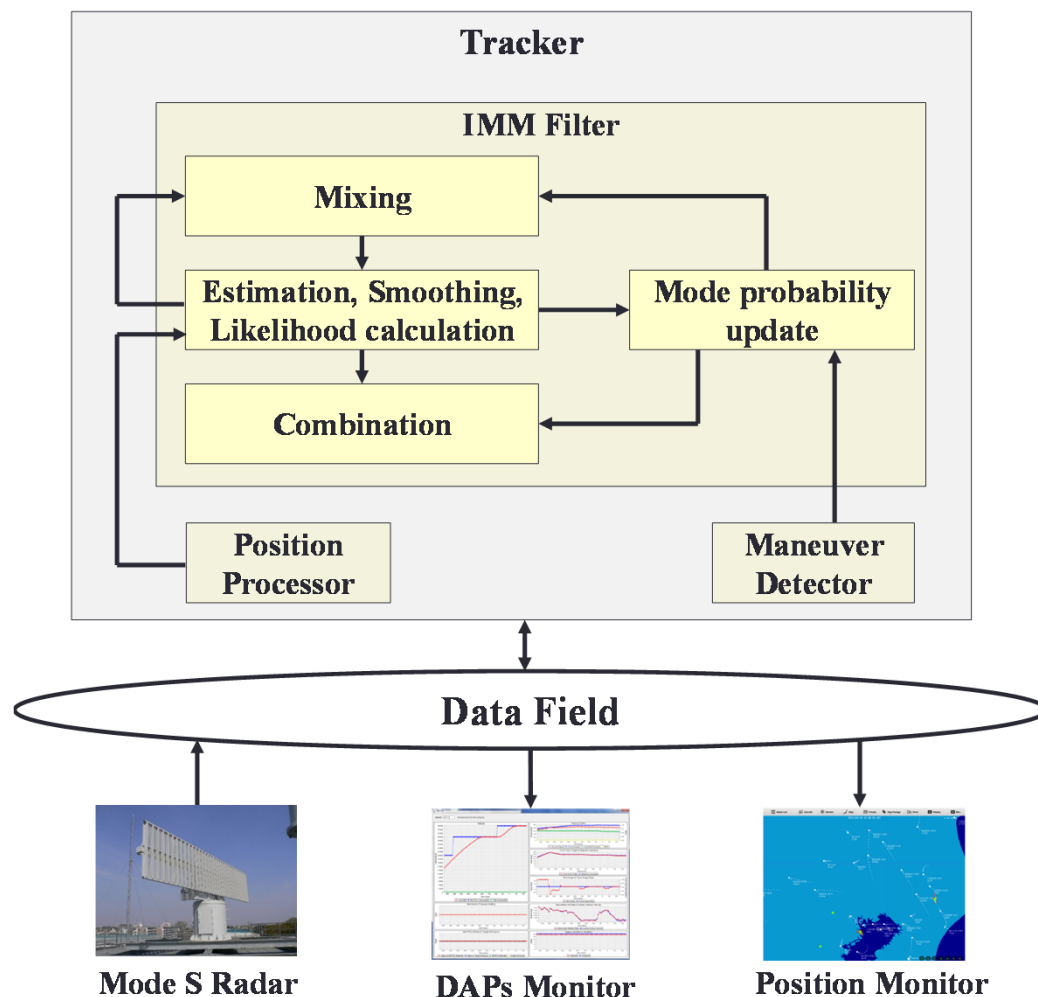 Tracker
IMM Filter
Mixing
Estimation, Smoothing,
Likelihood calculation
Mode probability
update
Combination
Position
Processor
Maneuver
Detector
Data Field
Mode S Radar
DAPs Monitor
Position Monitor